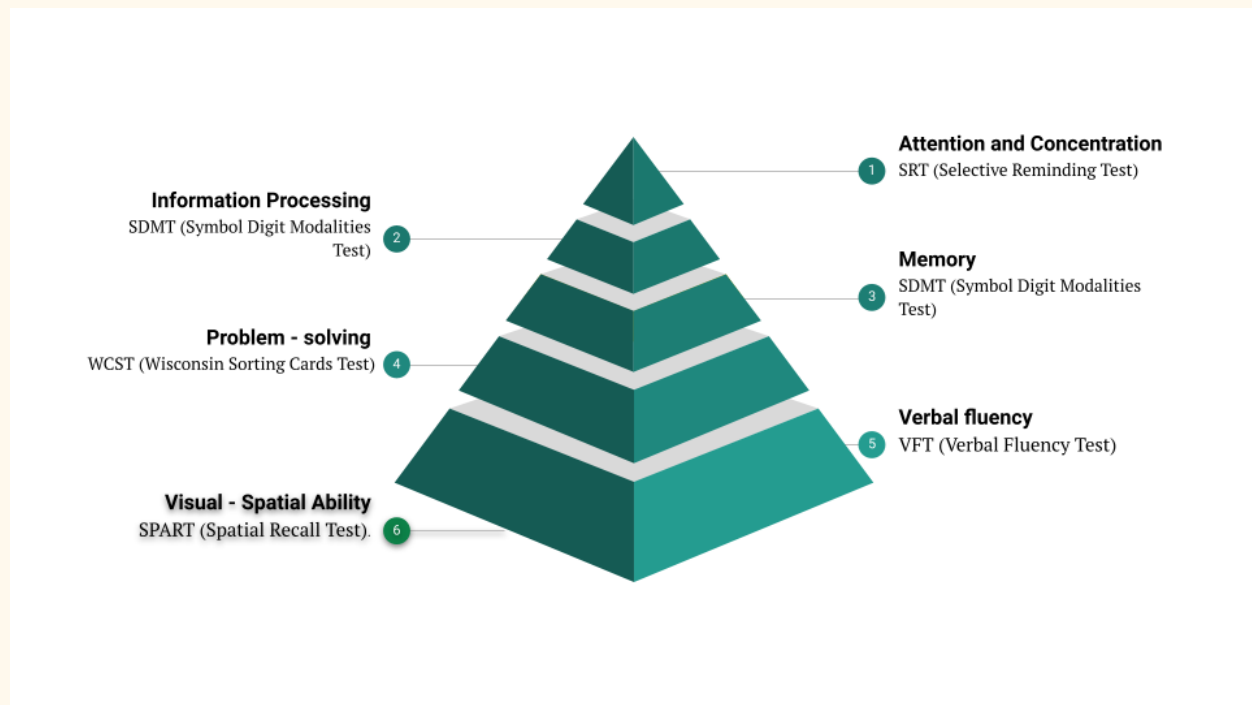 Attention and Concentration
1
SRT (Selective Reminding Test)
Information Processing
SDMT (Symbol Digit Modalities
Test)
2
Memory
SDMT (Symbol Digit Modalities
Test)
3
Problem - solving
WCST (Wisconsin Sorting Cards Test)
4
Verbal fluency
VFT (Verbal Fluency Test)
5
Visual - Spatial Ability
SPART (Spatial Recall Test).
6